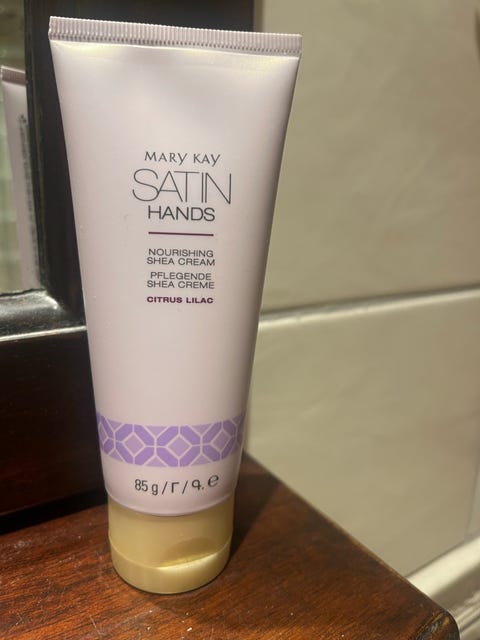 MARY KAY
SATIN
HANDS
NOURISHING
SHEA CREAM
PFLEGENDE
SHEA CREME
CITRUS LILAC
85 g / Г / Գ. ℮